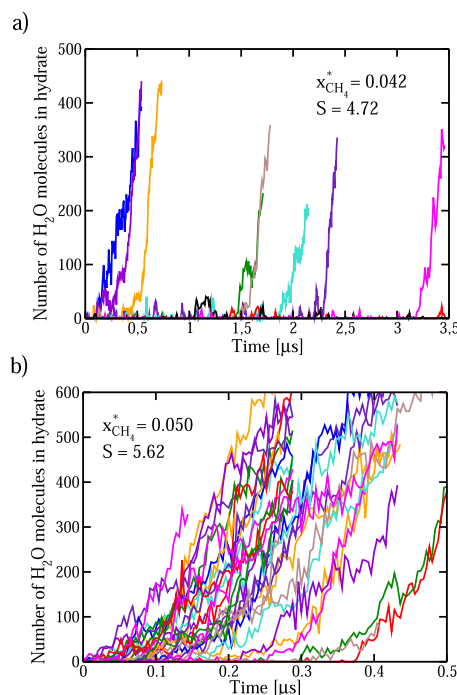 a)
Number of H2O molecules in hydrate
500
400
300
200
100
0
x*CH4 = 0.042
S = 4.72
0 0,5 1 1,5 2 2,5 3 3,5
Time [μs]
b)
Number of H2O molecules in hydrate
600
500
400
300
200
100
0
x*CH4 = 0.050
S = 5.62
0 0.1 0.2 0.3 0.4 0.5
Time [μs]